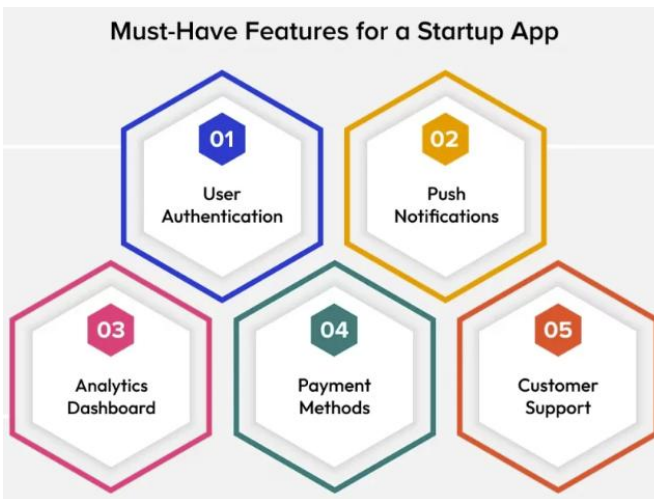 Must-Have Features for a Startup App
01
User
Authentication
02
Push
Notifications
03
Analytics
Dashboard
04
Payment
Methods
05
Customer
Support